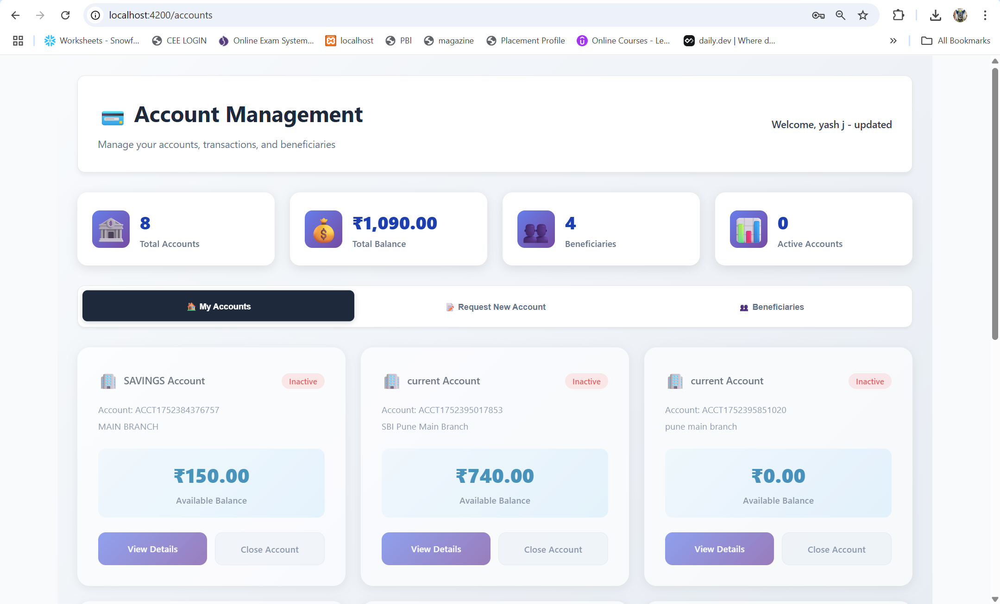 localhost:4200/accounts
Worksheets - Snowf... CEE LOGIN Online Exam System... localhost PBl magazine Placement Profile Online Courses - Le... daily.dev | Where d... All Bookmarks
Account Management
Manage your accounts, transactions, and beneficiaries
Welcome, yash j - updated
8
Total Accounts
₹1,090.00
Total Balance
4
Beneficiaries
0
Active Accounts
My Accounts
Request New Account
Beneficiaries
SAVINGS Account
Inactive
Account: ACCT1752384376757
MAIN BRANCH
₹150.00
Available Balance
View Details
Close Account
current Account
Inactive
Account: ACCT1752395017853
SBI Pune Main Branch
₹740.00
Available Balance
View Details
Close Account
current Account
Inactive
Account: ACCT1752395851020
pune main branch
₹0.00
Available Balance
View Details
Close Account